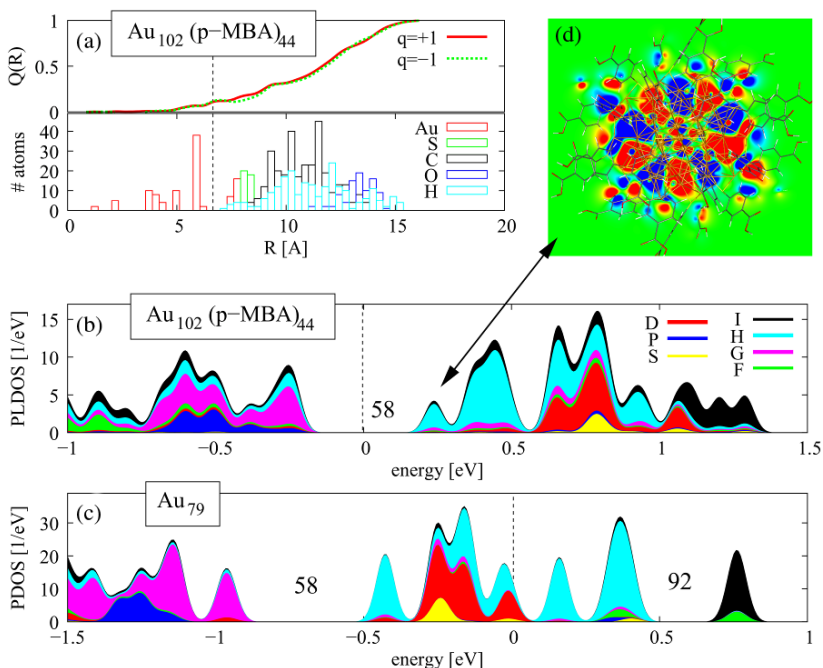 (a) Au102 (p−MBA)44
q=+1
q=−1
Q(R)
1
0.5
0
# atoms
40
30
20
10
0
Au
S
C
O
H
0 5 10 15 20
R [A]
(d)
(b) Au102 (p−MBA)44
PLDOS [1/eV]
15
10
5
0
58
D
P
S
I
H
G
F
−1 −0.5 0 0.5 1 1.5
energy [eV]
(c) Au79
PDOS [1/eV]
30
20
10
0
58
92
−1.5 −1 −0.5 0 0.5 1
energy [eV]